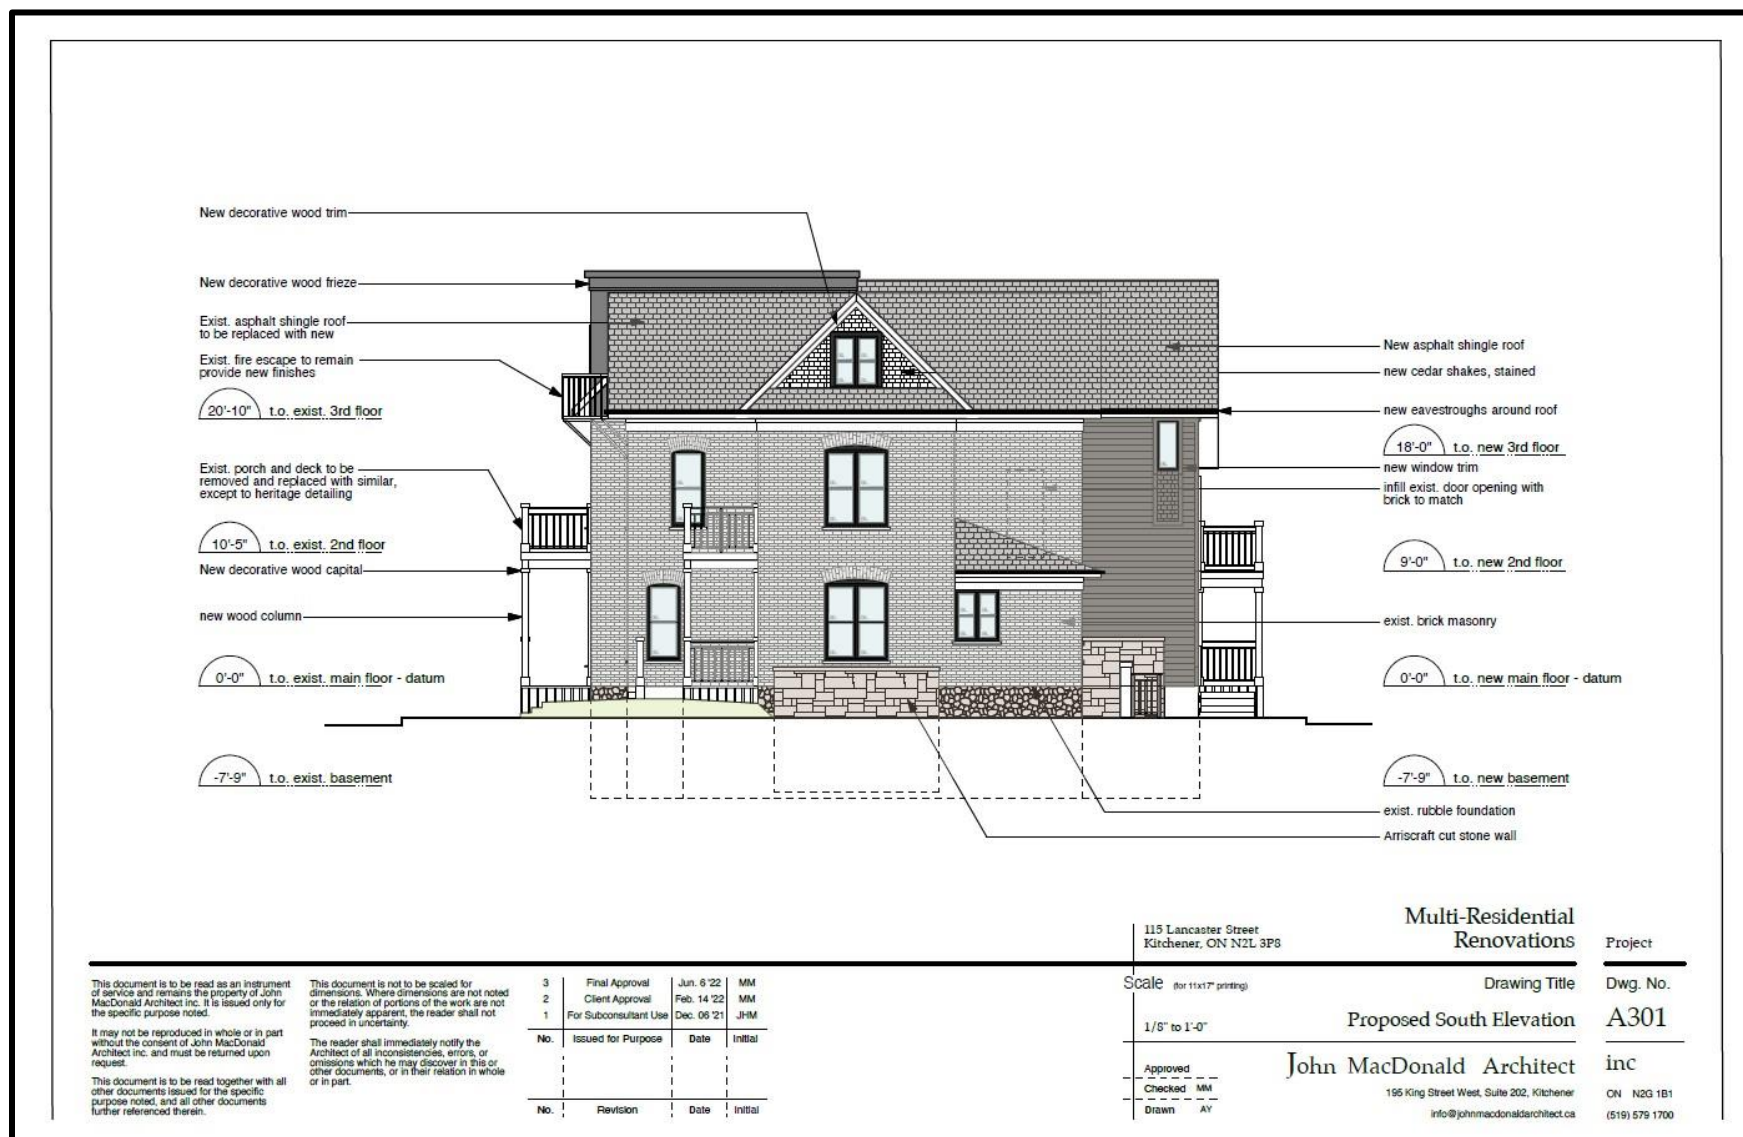 New decorative wood trim
New decorative wood frieze
Exist. asphalt shingle roof
to be replaced with new
Exist. fire escape to remain
provide new finishes
20'-10" t.o. exist. 3rd floor
Exist. porch and deck to be
removed and replaced with similar,
except to heritage detailing
10'-5" t.o. exist. 2nd floor
New decorative wood capital
new wood column
0'-0" t.o. exist. main floor - datum
-7'-9" t.o. exist. basement
New asphalt shingle roof
new cedar shakes, stained
new eavestroughs around roof
18'-0" t.o. new 3rd floor
new window trim
infill exist. door opening with
brick to match
9'-0" t.o. new 2nd floor
exist. brick masonry
0'-0" t.o. new main floor - datum
-7'-9" t.o. new basement
exist. rubble foundation
Arriscraft cut stone wall
115 Lancaster Street
Kitchener, ON N2L 3P8
Multi-Residential
Renovations
Project
This document is to be read as an instrument
of service and remains the property of John
MacDonald Architect inc. It is issued only for
the specific purpose noted.
It may not be reproduced in whole or in part
without the consent of John MacDonald
Architect inc. and must be returned upon
request.
This document is to be read together with all
other documents issued for the specific
purpose noted, and all other documents
further referenced therein.
This document is not to be scaled for
dimensions. Where dimensions are not noted
or the relation of portions of the work are not
immediately apparent, the reader shall not
proceed in uncertainty.
The reader shall immediately notify the
Architect of all inconsistencies, errors, or
omissions which he may discover in this or
other documents, or in their relation in whole
or in part.
3 Final Approval Jun. 6 '22 MM
2 Client Approval Feb. 14 '22 MM
1 For Subconsultant Use Dec. 06 '21 JHM
No. Issued for Purpose Date Initial
No. Revision Date Initial
Scale (for 11x17" printing)
1/8" to 1'-0"
Drawing Title
Proposed South Elevation
Dwg. No.
A301
Approved
Checked MM
Drawn AY
John MacDonald Architect inc
195 King Street West, Suite 202, Kitchener ON N2G 1B1
info@johnmacdonaldarchitect.ca (519) 579 1700